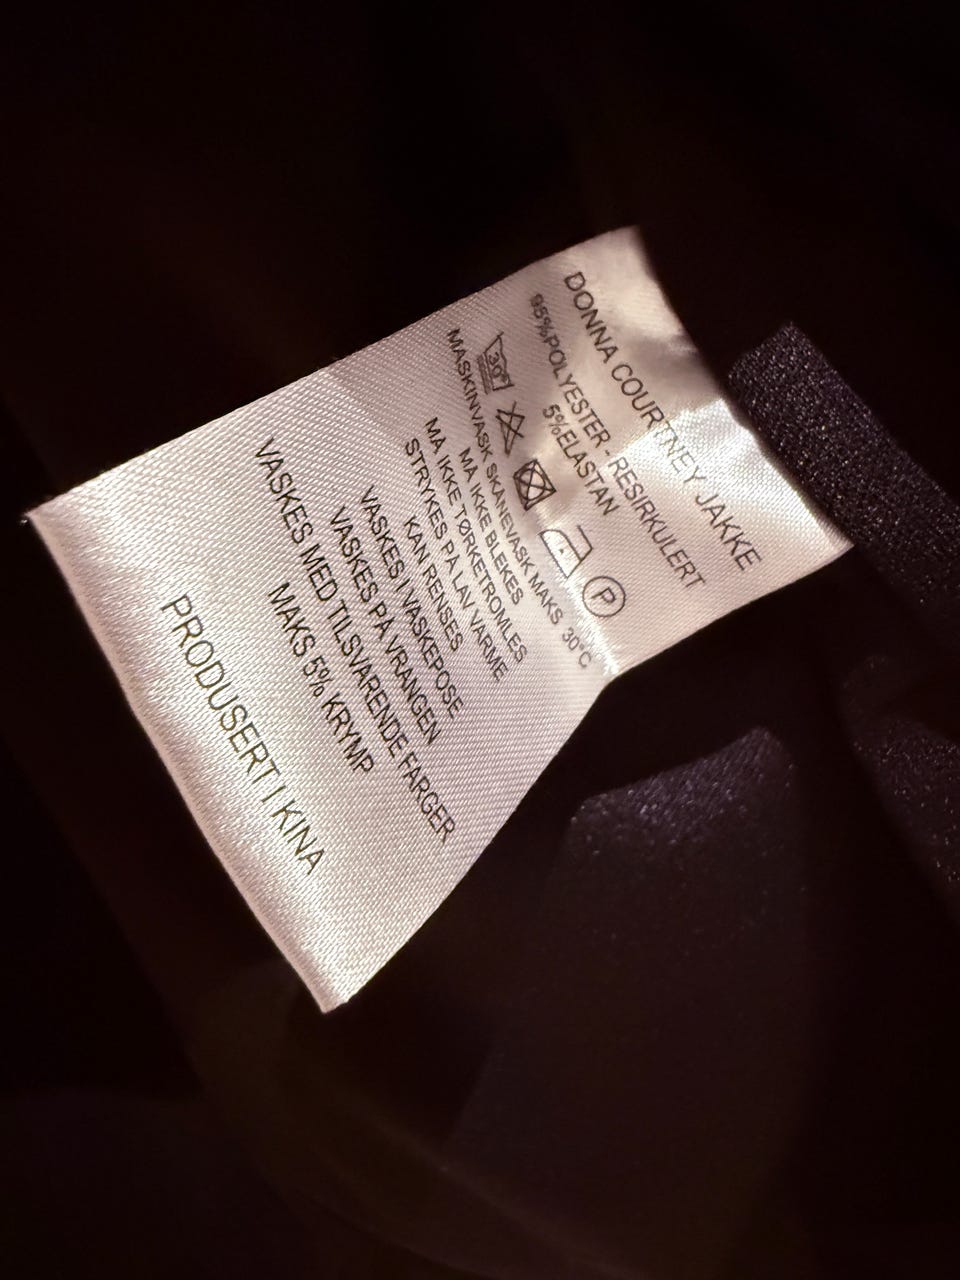 DONNA COURTNEY JAKKE
95%POLYESTER - RESIRKULERT
5%ELASTAN
30° P
MASKINVASK SKÅNEVASK MAKS 30°C
MÅ IKKE BLEKES
MÅ IKKE TØRKETROMLES
STRYKES PÅ LAV VARME
KAN RENSES
VASKES I VASKEPOSE
VASKES PÅ VRANGEN
VASKES MED TILSVARENDE FARGER
MAKS 5% KRYMP
PRODUSERT I KINA